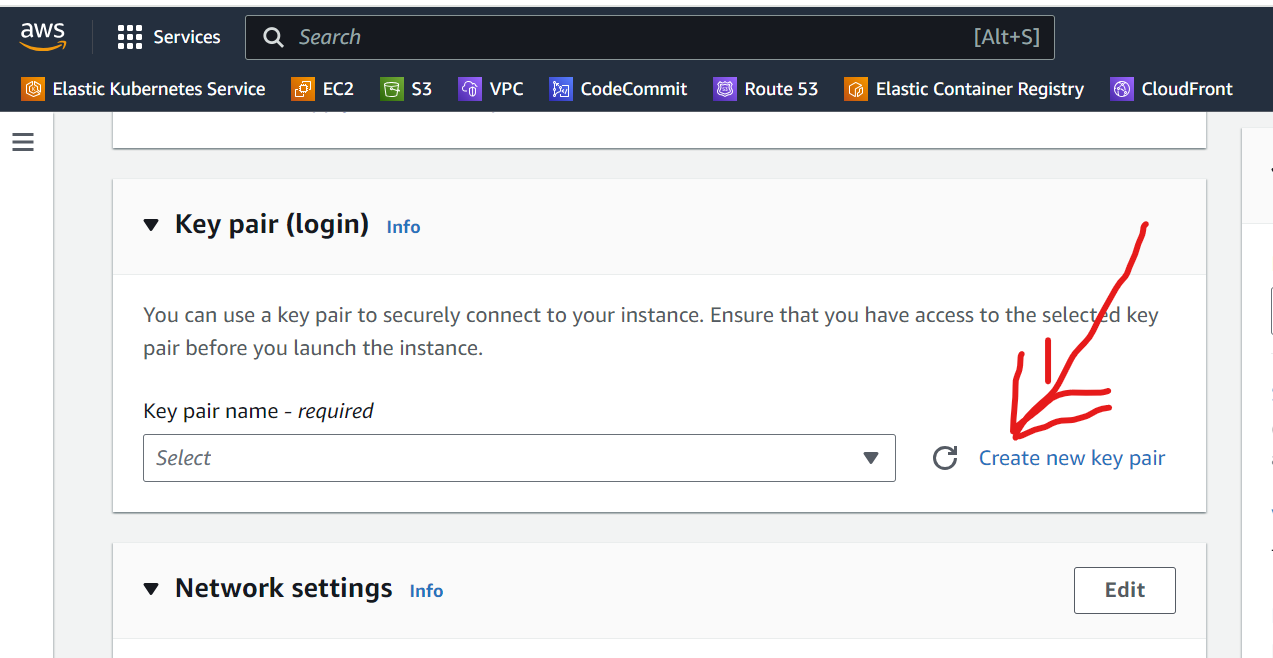 aws Services Search [Alt+S]
Elastic Kubernetes Service EC2 S3 VPC CodeCommit Route 53 Elastic Container Registry CloudFront
Key pair (login) Info
You can use a key pair to securely connect to your instance. Ensure that you have access to the selected key
pair before you launch the instance.
Key pair name - required
Select Create new key pair
Network settings Info Edit